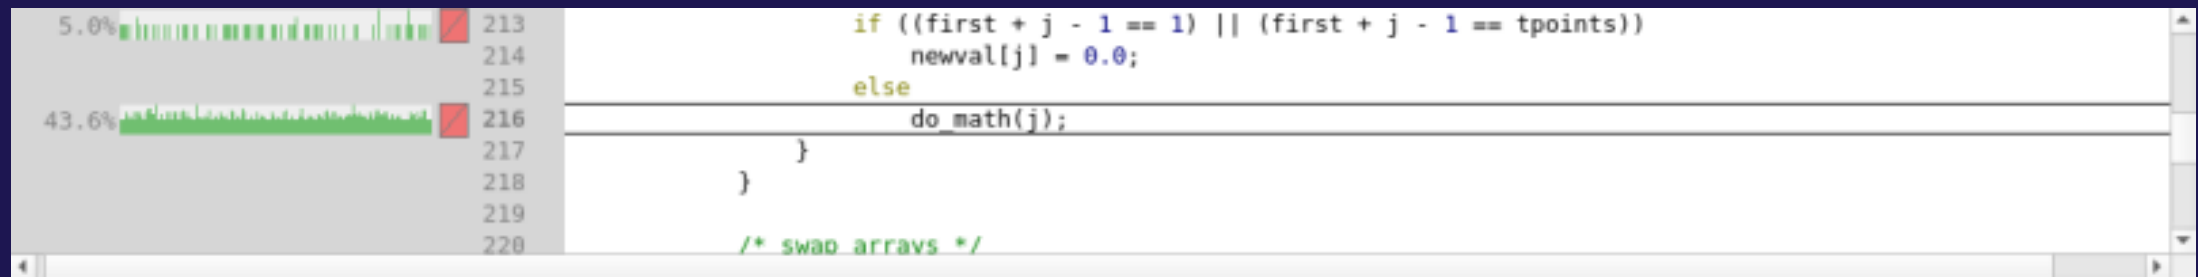 5.0% 213 if ((first + j - 1 == 1) || (first + j - 1 == tpoints))
214 newval[j] = 0.0;
215 else
43.6% 216 do_math(j);
217 }
218 }
219
220 /* swap arrays */